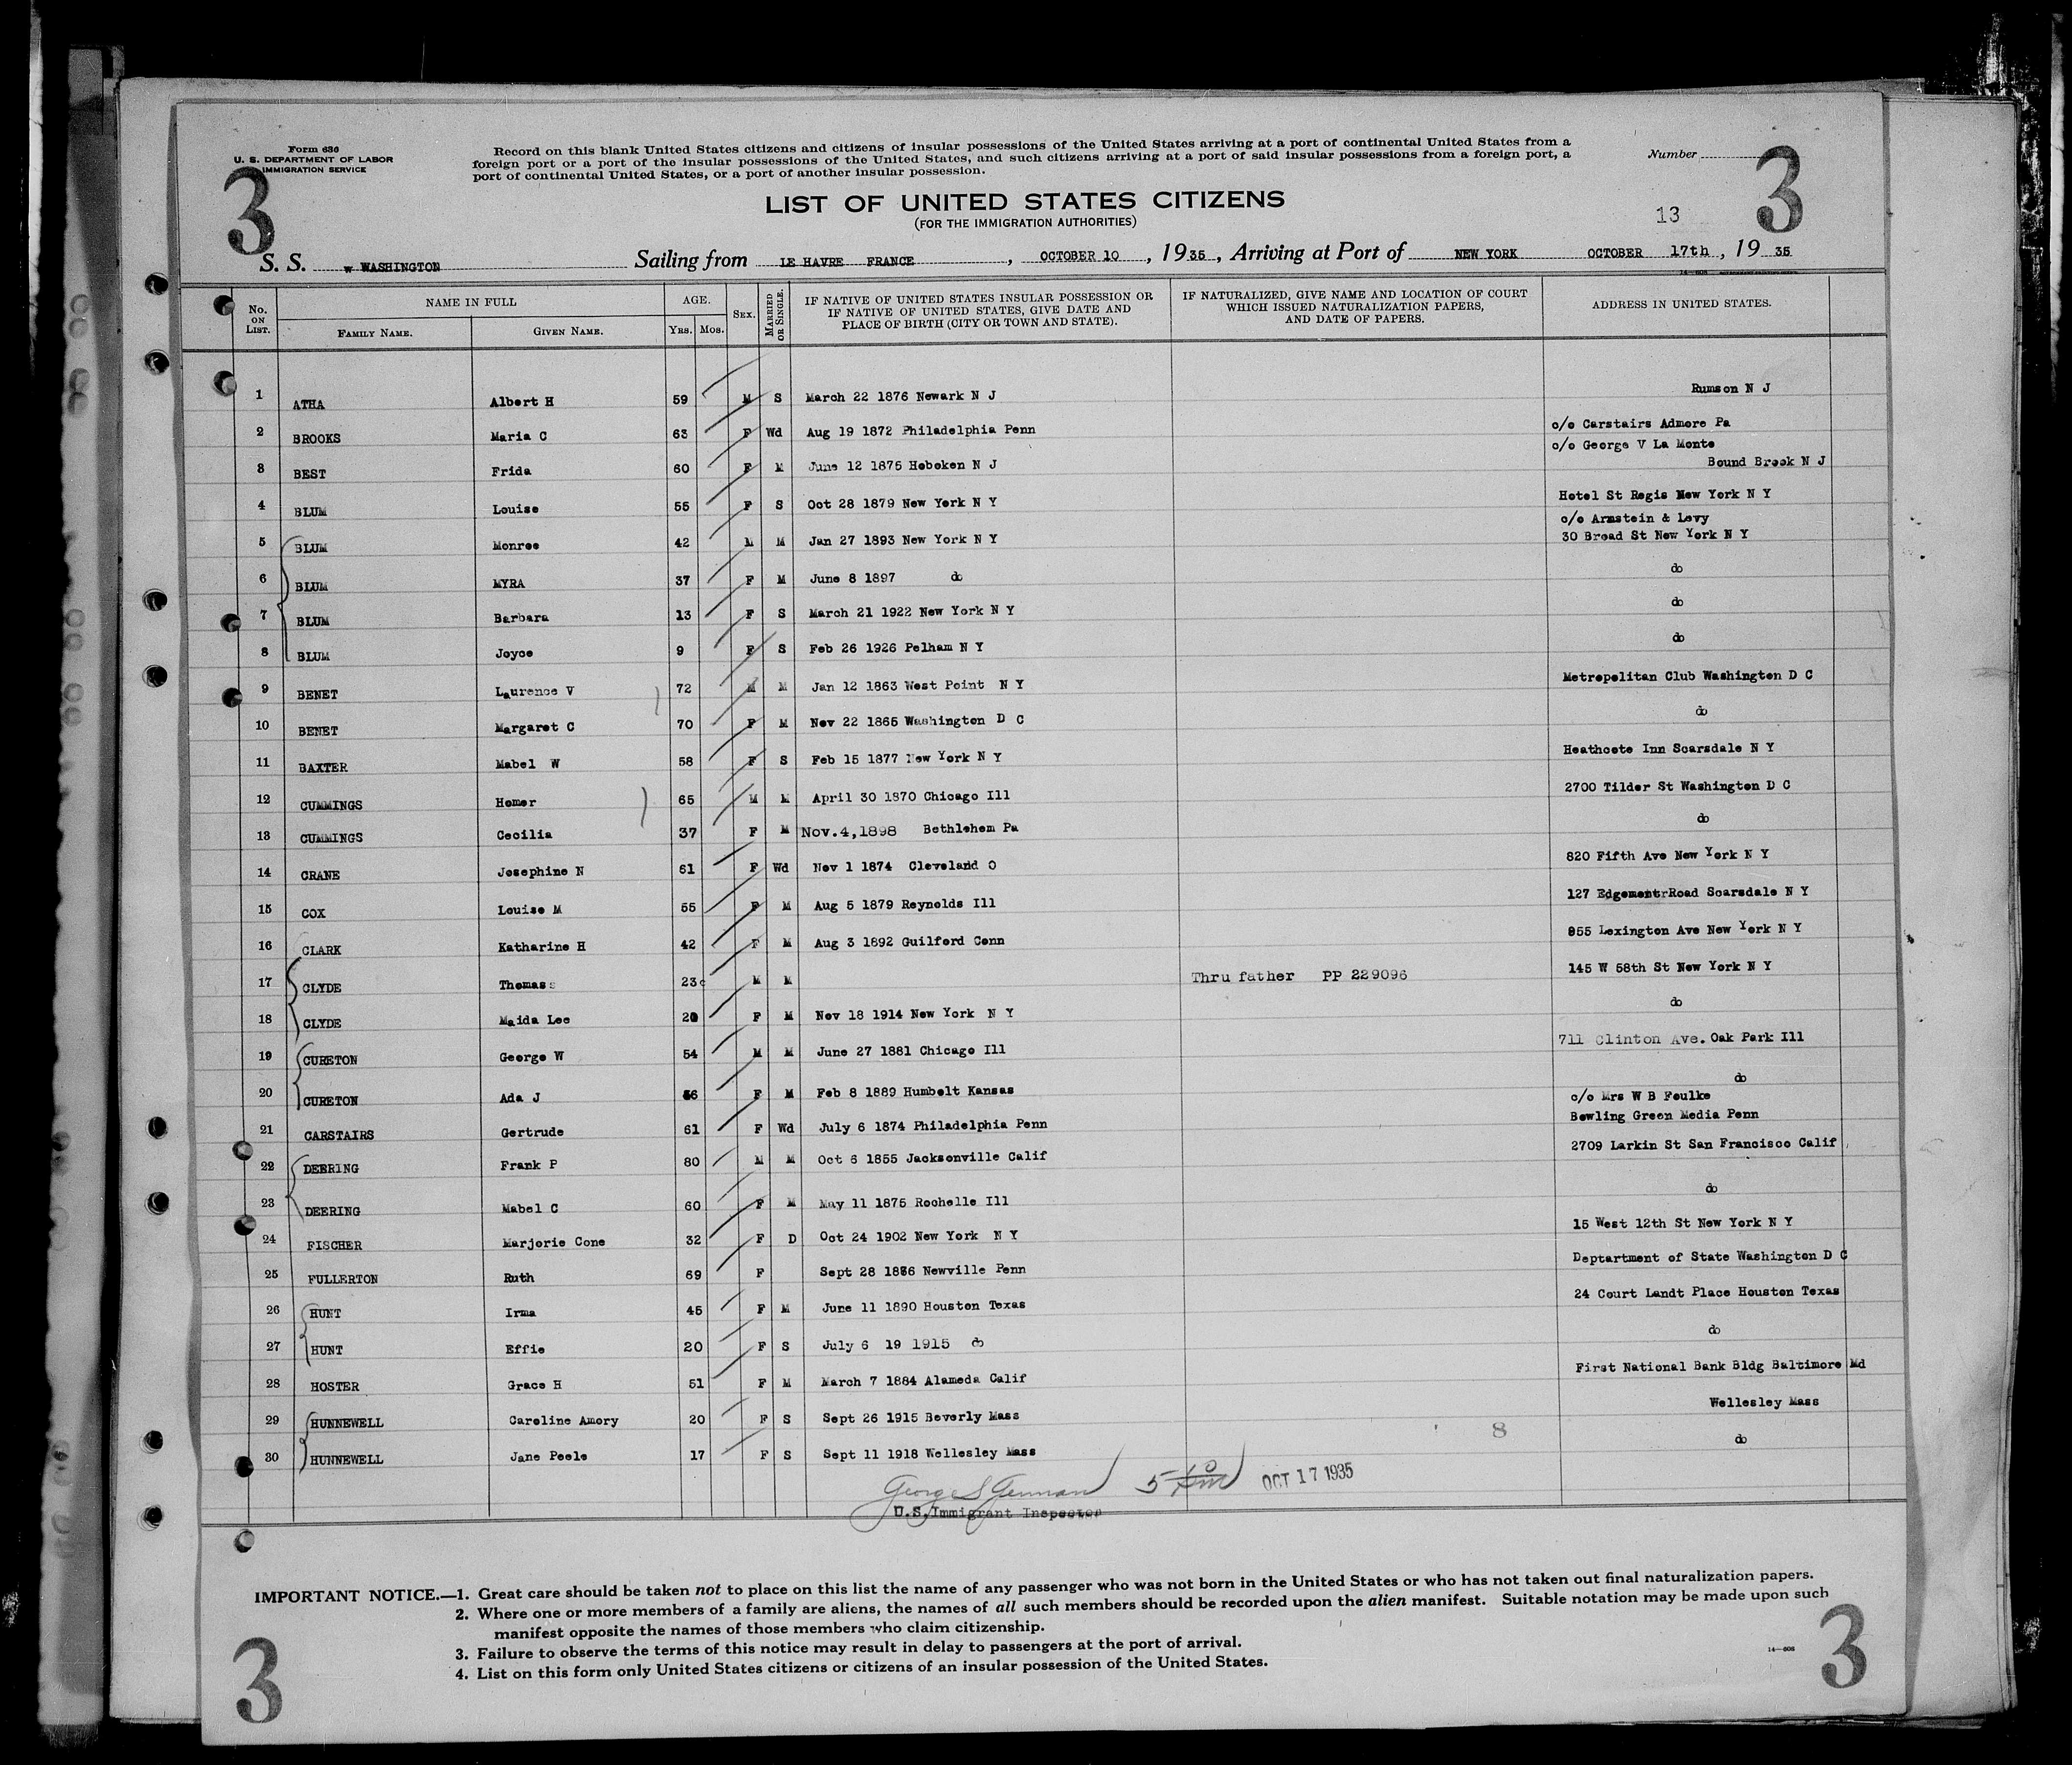 Form 630
U. S. DEPARTMENT OF LABOR
IMMIGRATION SERVICE
3
Record on this blank United States citizens and citizens of insular possessions of the United States arriving at a port of continental United States from a
foreign port or a port of the insular possessions of the United States, and such citizens arriving at a port of said insular possessions from a foreign port, a
port of continental United States, or a port of another insular possession.
Number
3
LIST OF UNITED STATES CITIZENS
(FOR THE IMMIGRATION AUTHORITIES)
13
S. S. WASHINGTON Sailing from LE HAVRE FRANCE, OCTOBER 10, 1935, Arriving at Port of NEW YORK OCTOBER 17th, 19 35
No. ON LIST. NAME IN FULL FAMILY NAME. GIVEN NAME. AGE. YRS. MOS. SEX. MARRIED OR SINGLE. IF NATIVE OF UNITED STATES INSULAR POSSESSION OR IF NATIVE OF UNITED STATES, GIVE DATE AND PLACE OF BIRTH (CITY OR TOWN AND STATE). IF NATURALIZED, GIVE NAME AND LOCATION OF COURT WHICH ISSUED NATURALIZATION PAPERS, AND DATE OF PAPERS. ADDRESS IN UNITED STATES.
1 ATHA Albert H 59 M S March 22 1876 Newark N J Rumson N J
2 BROOKS Maria C 63 F Wd Aug 19 1872 Philadelphia Penn c/o Carstairs Admore Pa
c/o George V La Monte
3 BEST Frida 60 F M June 12 1875 Hoboken N J Bound Brook N J
4 BLUM Louise 55 F S Oct 28 1879 New York N Y Hotel St Regis New York N Y
c/o Arnstein & Levy
5 BLUM Monroe 42 M M Jan 27 1893 New York N Y 30 Broad St New York N Y
6 BLUM MYRA 37 F M June 8 1897 do do
7 BLUM Barbara 13 F S March 21 1922 New York N Y do
8 BLUM Joyce 9 F S Feb 26 1926 Pelham N Y do
9 BENET Laurence V 72 M M Jan 12 1863 West Point N Y Metropolitan Club Washington D C
10 BENET Margaret C 70 F M Nov 22 1865 Washington D C do
11 BAXTER Mabel W 58 F S Feb 15 1877 New York N Y Heathcote Inn Scarsdale N Y
12 CUMMINGS Homer 65 M M April 30 1870 Chicago Ill 2700 Tilder St Washington D C
13 CUMMINGS Cecilia 37 F M Nov.4,1898 Bethlehem Pa do
14 CRANE Josephine N 61 F Wd Nov 1 1874 Cleveland O 820 Fifth Ave New York N Y
15 COX Louise M 55 F M Aug 5 1879 Reynolds Ill 127 Road Scarsdale N Y
16 CLARK Katharine H 42 F M Aug 3 1892 Guilford Conn 955 Lexington Ave New York N Y
17 CLYDE Thomas 23 M M Thru father PP 229096 145 W 58th St New York N Y
18 CLYDE Maida Lee 20 F M Nov 18 1914 New York N Y do
19 CURETON George W 54 M M June 27 1881 Chicago Ill 711 Clinton Ave. Oak Park Ill
20 CURETON Ada J F M Feb 8 1889 Humbolt Kansas do
c/o Mrs W B Foulke
21 CARSTAIRS Gertrude 61 F Wd July 6 1874 Philadelphia Penn Bowling Green Media Penn
22 DEERING Frank P 80 M M Oct 6 1855 Jacksonville Calif 2709 Larkin St San Francisco Calif
23 DEERING Mabel C 60 F M May 11 1875 Rochelle Ill do
24 FISCHER Marjorie Cone 32 F D Oct 24 1902 New York N Y 15 West 12th St New York N Y
25 FULLERTON Ruth 69 F Sept 28 Newville Penn Deptartment of State Washington D C
26 HUNT Irma 45 F M June 11 1890 Houston Texas 24 Court Landt Place Houston Texas
27 HUNT Effie 20 F S July 6 19 1915 do do
28 HOSTER Grace H 51 F M March 7 1884 Alameda Calif First National Bank Bldg Baltimore Md
29 HUNNEWELL Caroline Amory 20 F S Sept 26 1915 Beverly Mass Wellesley Mass
30 HUNNEWELL Jane Peele 17 F S Sept 11 1918 Wellesley Mass do
8
OCT 17 1935
U.S. Immigrant Inspector
IMPORTANT NOTICE.—1. Great care should be taken not to place on this list the name of any passenger who was not born in the United States or who has not taken out final naturalization papers.
2. Where one or more members of a family are aliens, the names of all such members should be recorded upon the alien manifest. Suitable notation may be made upon such
manifest opposite the names of those members who claim citizenship.
3. Failure to observe the terms of this notice may result in delay to passengers at the port of arrival.
4. List on this form only United States citizens or citizens of an insular possession of the United States.
3
3